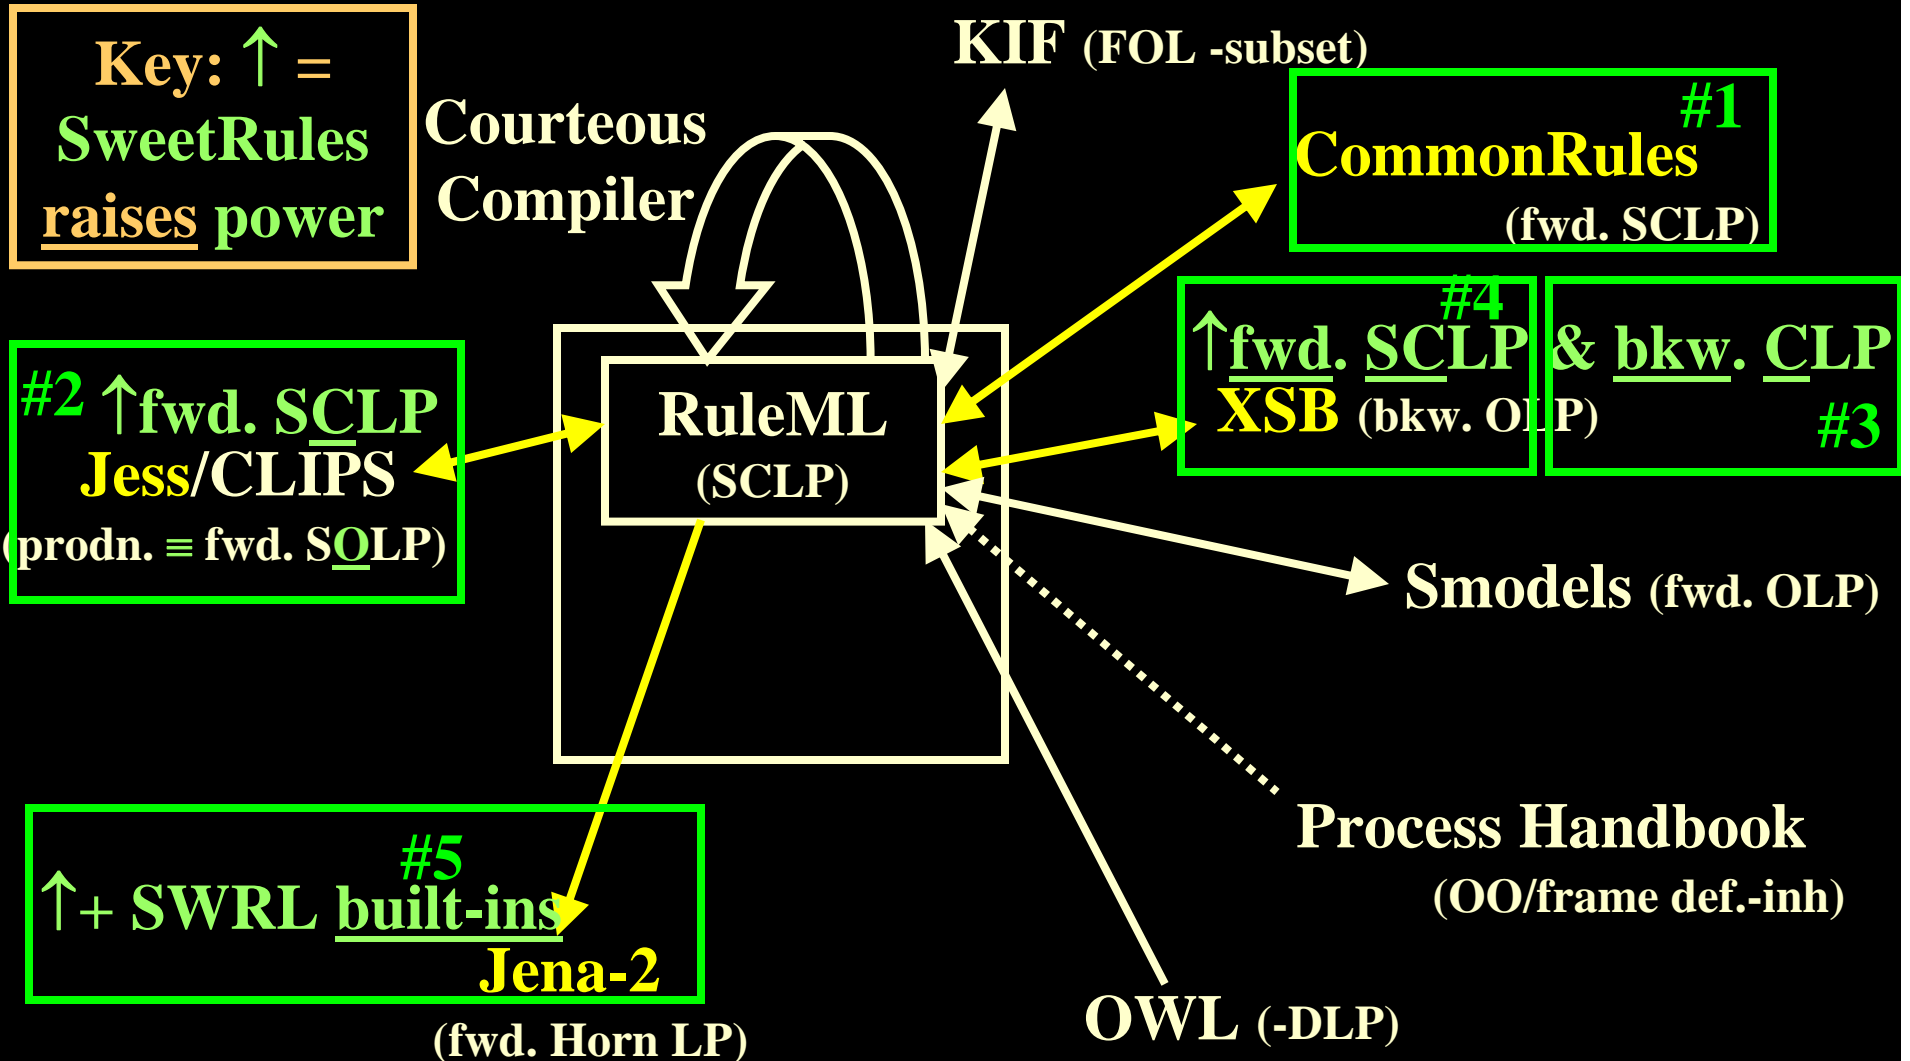 Key: ↑ =
SweetRules
raises power
Courteous
Compiler
KIF (FOL -subset)
#1
CommonRules
(fwd. SCLP)
#4
↑fwd. SCLP & bkw. CLP
XSB (bkw. OLP)
#3
#2 ↑fwd. SCLP
Jess/CLIPS
(prodn. ≡ fwd. SOLP)
RuleML
(SCLP)
Smodels (fwd. OLP)
Process Handbook
(OO/frame def.-inh)
#5
↑+ SWRL built-ins
Jena-2
(fwd. Horn LP)
OWL (-DLP)